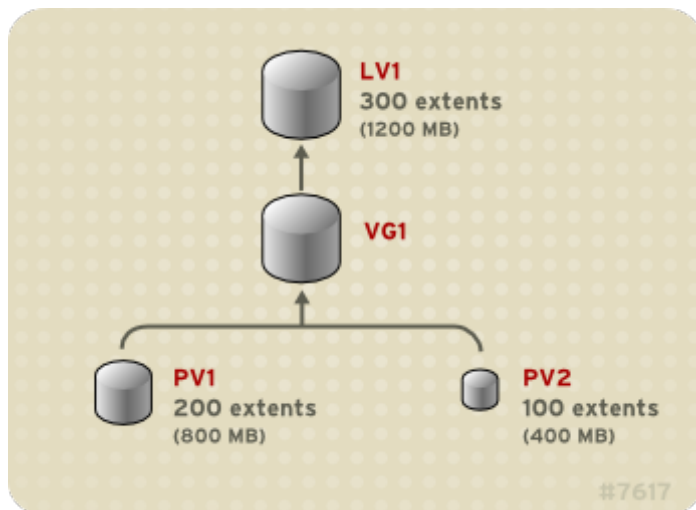 LV1
300 extents
(1200 MB)
VG1
PV1
200 extents
(800 MB)
PV2
100 extents
(400 MB)
#7617